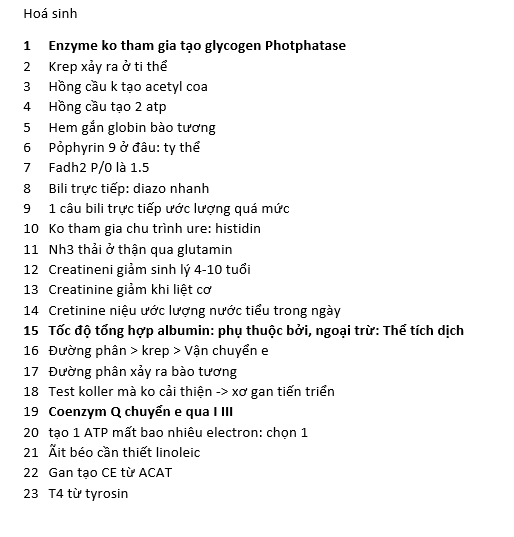 Hoá sinh
1 Enzyme ko tham gia tạo glycogen Photphatase
2 Krep xảy ra ở ti thể
3 Hồng cầu k tạo acetyl coa
4 Hồng cầu tạo 2 atp
5 Hem gắn globin bào tương
6 Pỏphyrin 9 ở đâu: ty thể
7 Fadh2 P/0 là 1.5
8 Bili trực tiếp: diazo nhanh
9 1 câu bili trực tiếp ước lượng quá mức
10 Ko tham gia chu trình ure: histidin
11 Nh3 thải ở thận qua glutamin
12 Creatineni giảm sinh lý 4-10 tuổi
13 Creatinine giảm khi liệt cơ
14 Cretinine niệu ước lượng nước tiểu trong ngày
15 Tốc độ tổng hợp albumin: phụ thuộc bởi, ngoại trừ: Thể tích dịch
16 Đường phân > krep > Vận chuyển e
17 Đường phân xảy ra bào tương
18 Test koller mà ko cải thiện -> xơ gan tiến triển
19 Coenzym Q chuyển e qua I III
20 tạo 1 ATP mất bao nhiêu electron: chọn 1
21 Ãit béo cần thiết linoleic
22 Gan tạo CE từ ACAT
23 T4 từ tyrosin